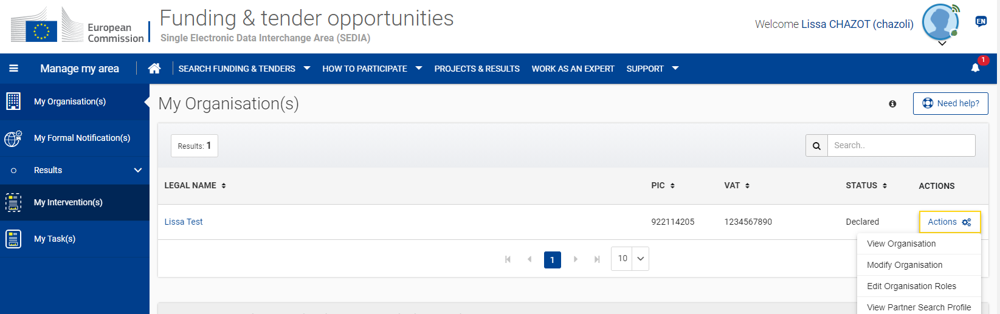 European
Commission
Funding & tender opportunities
Single Electronic Data Interchange Area (SEDIA)
Welcome Lissa CHAZOT (chazoli)
EN
Manage my area
SEARCH FUNDING & TENDERS
HOW TO PARTICIPATE
PROJECTS & RESULTS
WORK AS AN EXPERT
SUPPORT
1
My Organisation(s)
My Formal Notification(s)
Results
My Intervention(s)
My Task(s)
My Organisation(s)
Need help?
Results: 1
Search..
LEGAL NAME PIC VAT STATUS ACTIONS
Lissa Test 922114205 1234567890 Declared Actions
1
10
View Organisation
Modify Organisation
Edit Organisation Roles
View Partner Search Profile